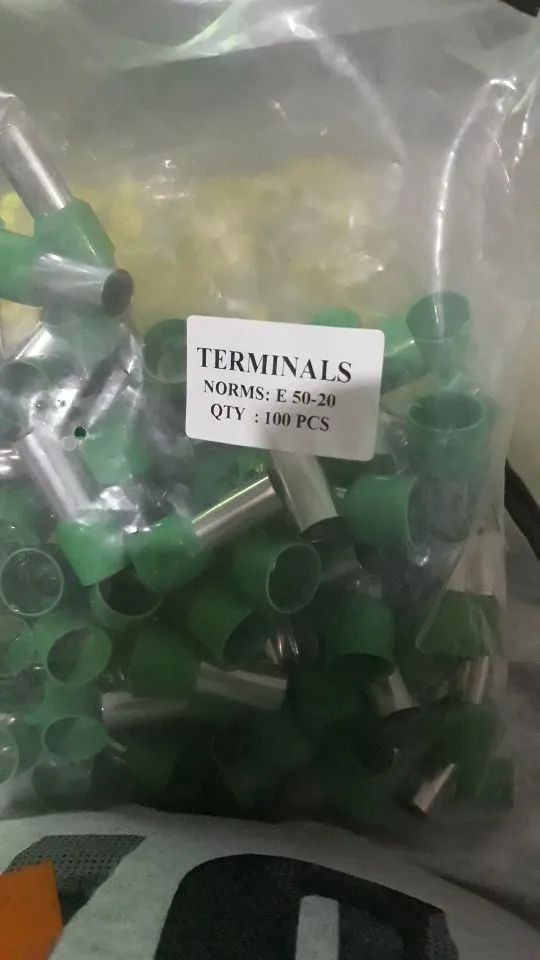 TERMINALS
NORMS: E 50-20
QTY : 100 PCS